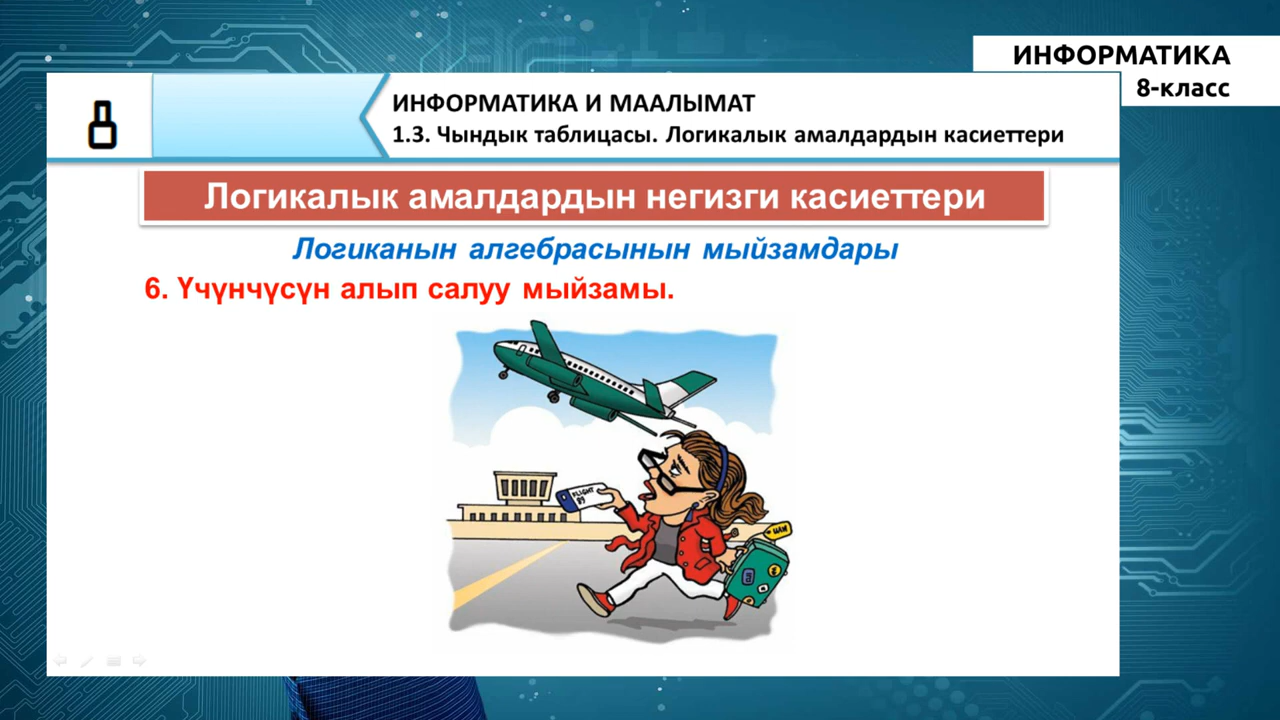 ИНФОРМАТИКА
8-класс
8
ИНФОРМАТИКА И МААЛЫМАТ
1.3. Чындык таблицасы. Логикалык амалдардын касиеттери
Логикалык амалдардын негизги касиеттери
Логиканын алгебрасынын мыйзамдары
6. Үчүнчүсүн алып салуу мыйзамы.
FLIGHT